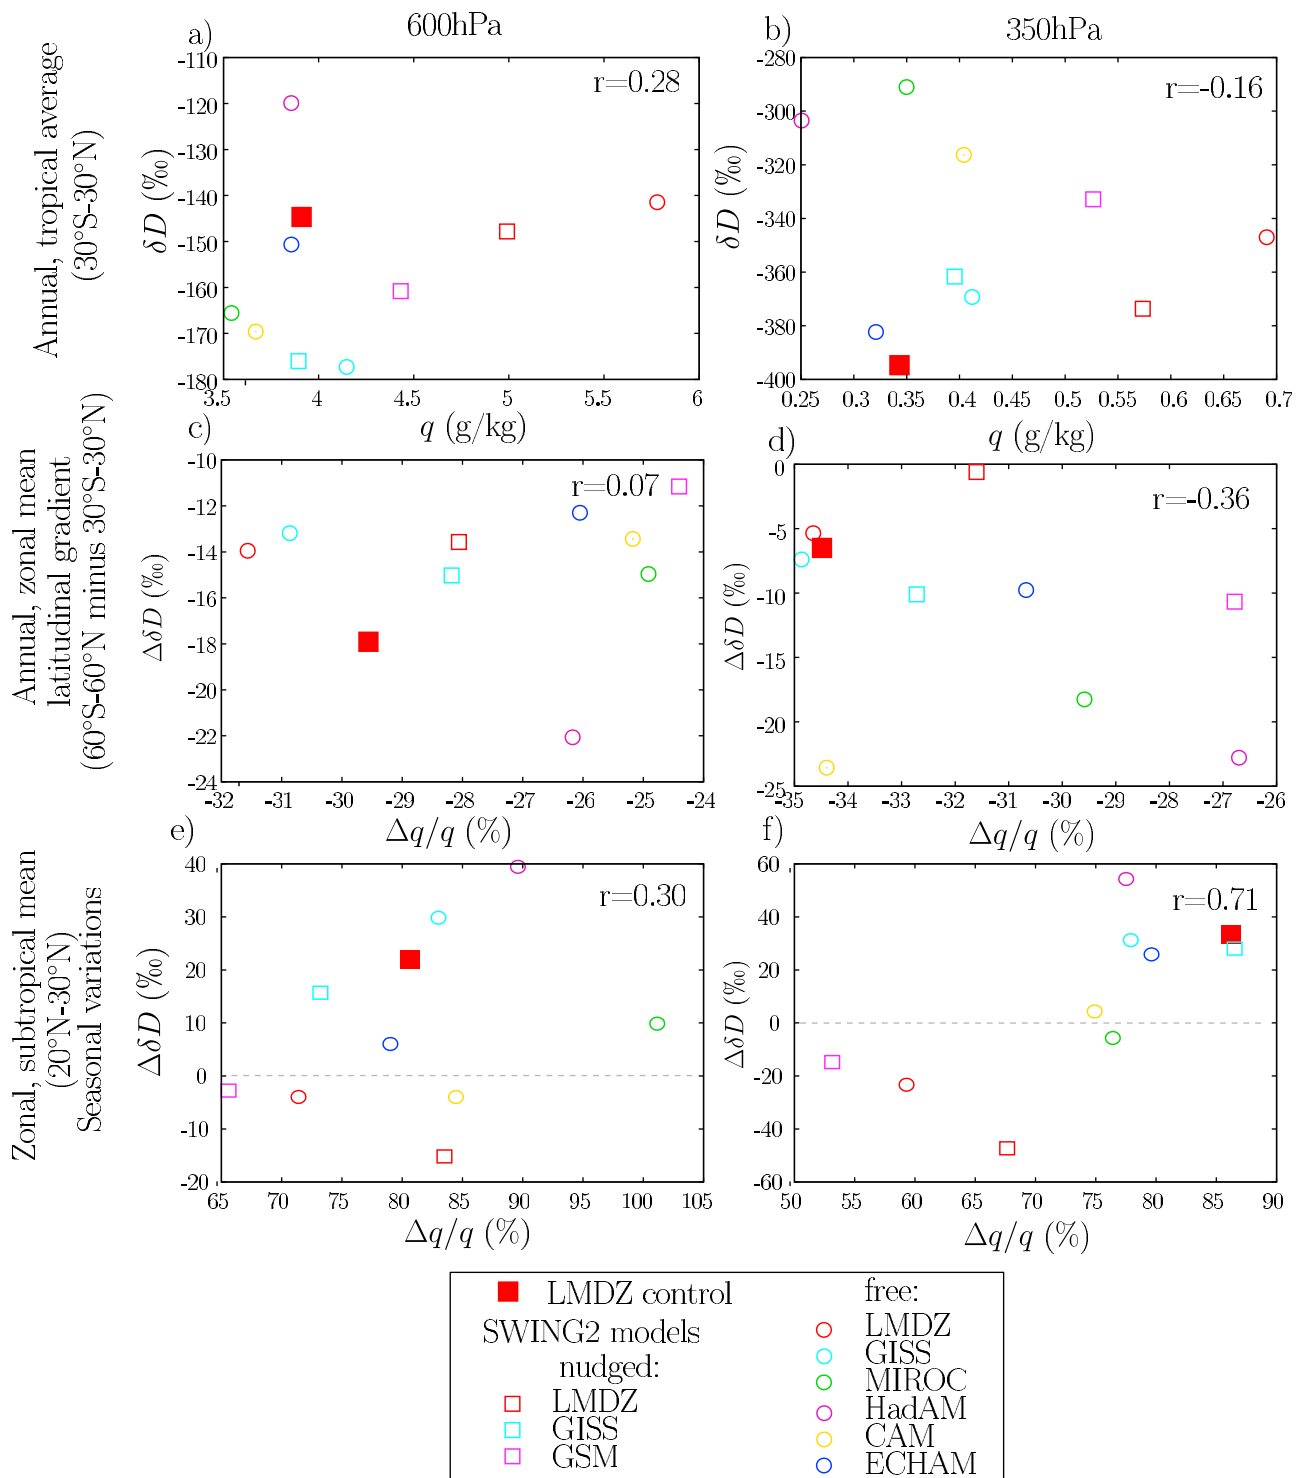 600hPa
350hPa
Annual, tropical average
(30°S-30°N)
a)
-110
-120
-130
-140
-150
-160
-170
-180
δD (‰)
r=0.28
3.5
4
4.5
5
5.5
6
q (g/kg)
b)
-280
-300
-320
-340
-360
-380
-400
δD (‰)
r=-0.16
0.25
0.3
0.35
0.4
0.45
0.5
0.55
0.6
0.65
0.7
q (g/kg)
Annual, zonal mean
latitudinal gradient
(60°S-60°N minus 30°S-30°N)
c)
-10
-12
-14
-16
-18
-20
-22
-24
ΔδD (‰)
r=0.07
-32
-31
-30
-29
-28
-27
-26
-25
-24
Δq/q (%)
d)
0
-5
-10
-15
-20
-25
ΔδD (‰)
r=-0.36
-35
-34
-33
-32
-31
-30
-29
-28
-27
-26
Δq/q (%)
Zonal, subtropical mean
(20°N-30°N)
Seasonal variations
e)
40
30
20
10
0
-10
-20
ΔδD (‰)
r=0.30
65
70
75
80
85
90
95
100
105
Δq/q (%)
f)
60
40
20
0
-20
-40
-60
ΔδD (‰)
r=0.71
50
55
60
65
70
75
80
85
90
Δq/q (%)
LMDZ control
SWING2 models
nudged:
LMDZ
GISS
GSM
free:
LMDZ
GISS
MIROC
HadAM
CAM
ECHAM